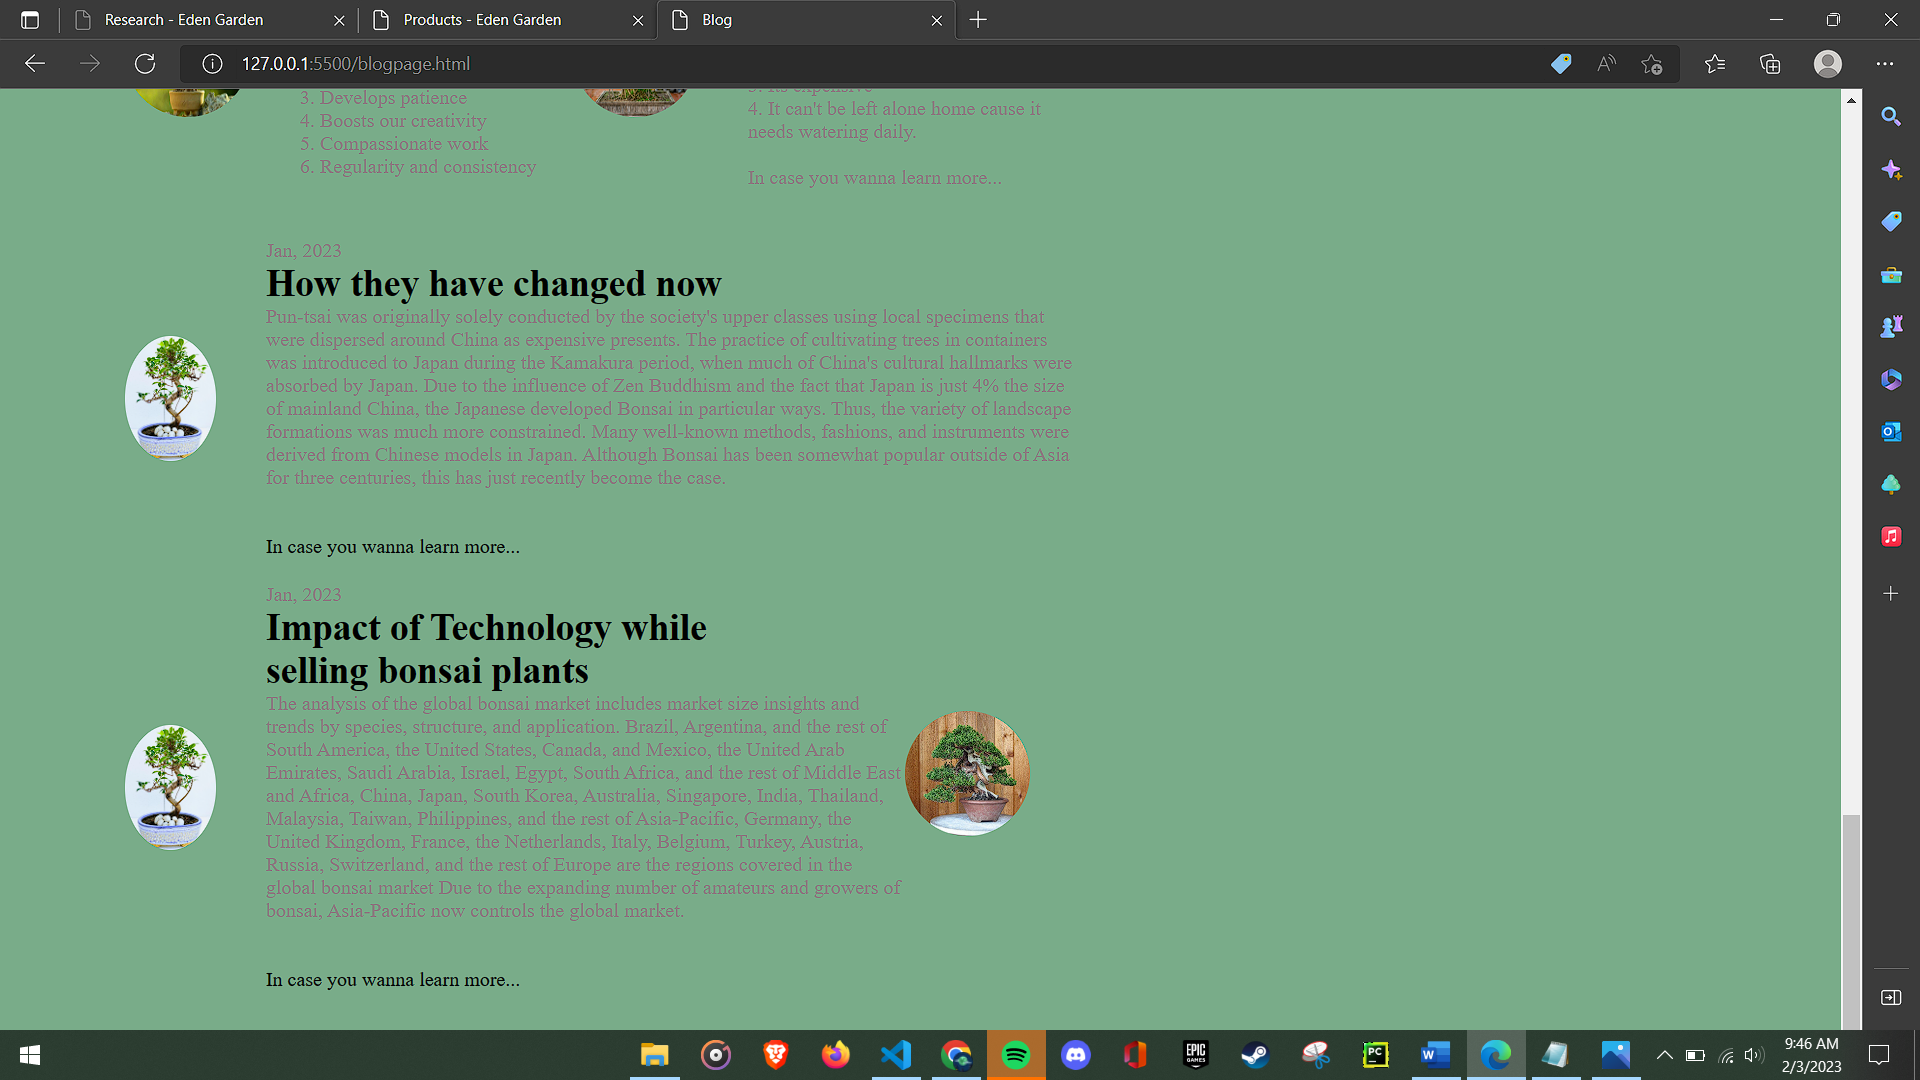 Research - Eden Garden
Products - Eden Garden
Blog
127.0.0.1:5500/blogpage.html
3. Develops patience
4. Boosts our creativity
5. Compassionate work
6. Regularity and consistency
3. Its expensive
4. It can't be left alone home cause it
needs watering daily.
In case you wanna learn more...
Jan, 2023
How they have changed now
Pun-tsai was originally solely conducted by the society's upper classes using local specimens that
were dispersed around China as expensive presents. The practice of cultivating trees in containers
was introduced to Japan during the Kamakura period, when much of China's cultural hallmarks were
absorbed by Japan. Due to the influence of Zen Buddhism and the fact that Japan is just 4% the size
of mainland China, the Japanese developed Bonsai in particular ways. Thus, the variety of landscape
formations was much more constrained. Many well-known methods, fashions, and instruments were
derived from Chinese models in Japan. Although Bonsai has been somewhat popular outside of Asia
for three centuries, this has just recently become the case.
In case you wanna learn more...
Jan, 2023
Impact of Technology while
selling bonsai plants
The analysis of the global bonsai market includes market size insights and
trends by species, structure, and application. Brazil, Argentina, and the rest of
South America, the United States, Canada, and Mexico, the United Arab
Emirates, Saudi Arabia, Israel, Egypt, South Africa, and the rest of Middle East
and Africa, China, Japan, South Korea, Australia, Singapore, India, Thailand,
Malaysia, Taiwan, Philippines, and the rest of Asia-Pacific, Germany, the
United Kingdom, France, the Netherlands, Italy, Belgium, Turkey, Austria,
Russia, Switzerland, and the rest of Europe are the regions covered in the
global bonsai market Due to the expanding number of amateurs and growers of
bonsai, Asia-Pacific now controls the global market.
In case you wanna learn more...
EPIC
GAMES
PC
W
9:46 AM
2/3/2023